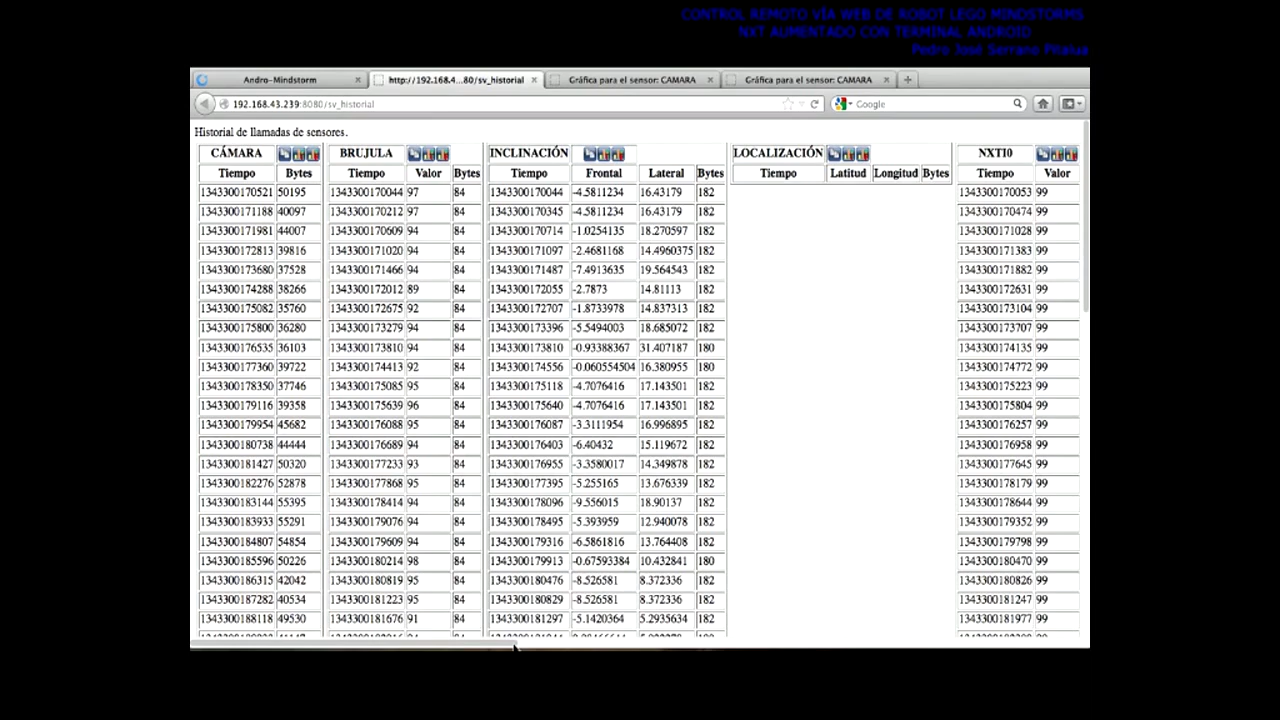 CONTROL REMOTO VÍA WEB DE ROBOT LEGO MINDSTORMS
NXT AUMENTADO CON TERMINAL ANDROID
Pedro José Serrano Pitalua
Andro-Mindstorm http://192.168.4...80/sv_historial Gráfica para el sensor: CAMARA Gráfica para el sensor: CAMARA
192.168.43.239:8080/sv_historial Google
Historial de llamadas de sensores.
CÁMARA BRUJULA INCLINACIÓN LOCALIZACIÓN NXTI0
Tiempo Bytes Tiempo Valor Bytes Tiempo Frontal Lateral Bytes Tiempo Latitud Longitud Bytes Tiempo Valor
1343300170521 50195 1343300170044 97 84 1343300170044 -4.5811234 16.43179 182 1343300170053 99
1343300171188 40097 1343300170212 97 84 1343300170345 -4.5811234 16.43179 182 1343300170474 99
1343300171981 44007 1343300170609 94 84 1343300170714 -1.0254135 18.270597 182 1343300171028 99
1343300172813 39816 1343300171020 94 84 1343300171097 -2.4681168 14.4960375 182 1343300171383 99
1343300173680 37528 1343300171466 94 84 1343300171487 -7.4913635 19.564543 182 1343300171882 99
1343300174288 38266 1343300172012 89 84 1343300172055 -2.7873 14.81113 182 1343300172631 99
1343300175082 35760 1343300172675 92 84 1343300172707 -1.8733978 14.837313 182 1343300173104 99
1343300175800 36280 1343300173279 94 84 1343300173396 -5.5494003 18.685072 182 1343300173707 99
1343300176535 36103 1343300173810 94 84 1343300173810 -0.93388367 31.407187 180 1343300174135 99
1343300177360 39722 1343300174413 92 84 1343300174556 -0.060554504 16.380955 180 1343300174772 99
1343300178350 37746 1343300175085 95 84 1343300175118 -4.7076416 17.143501 182 1343300175223 99
1343300179116 39358 1343300175639 96 84 1343300175640 -4.7076416 17.143501 182 1343300175804 99
1343300179954 45682 1343300176088 95 84 1343300176087 -3.3111954 16.996895 182 1343300176257 99
1343300180738 44444 1343300176689 94 84 1343300176403 -6.40432 15.119672 182 1343300176958 99
1343300181427 50320 1343300177233 93 84 1343300176955 -3.3580017 14.349878 182 1343300177645 99
1343300182276 52878 1343300177868 95 84 1343300177395 -5.255165 13.676339 182 1343300178179 99
1343300183144 55395 1343300178414 94 84 1343300178096 -9.556015 18.90137 182 1343300178644 99
1343300183933 55291 1343300179076 94 84 1343300178495 -5.393959 12.940078 182 1343300179352 99
1343300184807 54854 1343300179609 94 84 1343300179316 -6.5861816 13.764408 182 1343300179798 99
1343300185596 50226 1343300180214 98 84 1343300179913 -0.67593384 10.432841 180 1343300180470 99
1343300186315 42042 1343300180819 95 84 1343300180476 -8.526581 8.372336 182 1343300180826 99
1343300187282 40534 1343300181223 95 84 1343300180829 -8.526581 8.372336 182 1343300181247 99
1343300188118 49530 1343300181676 91 84 1343300181297 -5.1420364 5.2935634 182 1343300181977 99